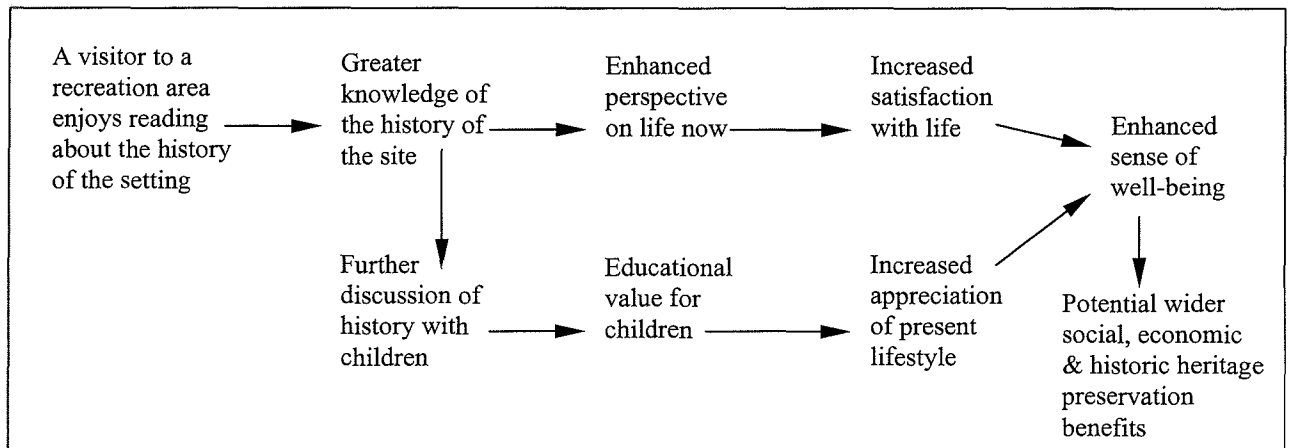 A visitor to a
recreation area
enjoys reading
about the history
of the setting
Greater
knowledge of
the history of
the site
Enhanced
perspective
on life now
Increased
satisfaction
with life
Enhanced
sense of
well-being
Further
discussion of
history with
children
Educational
value for
children
Increased
appreciation
of present
lifestyle
Potential wider
social, economic
& historic heritage
preservation
benefits